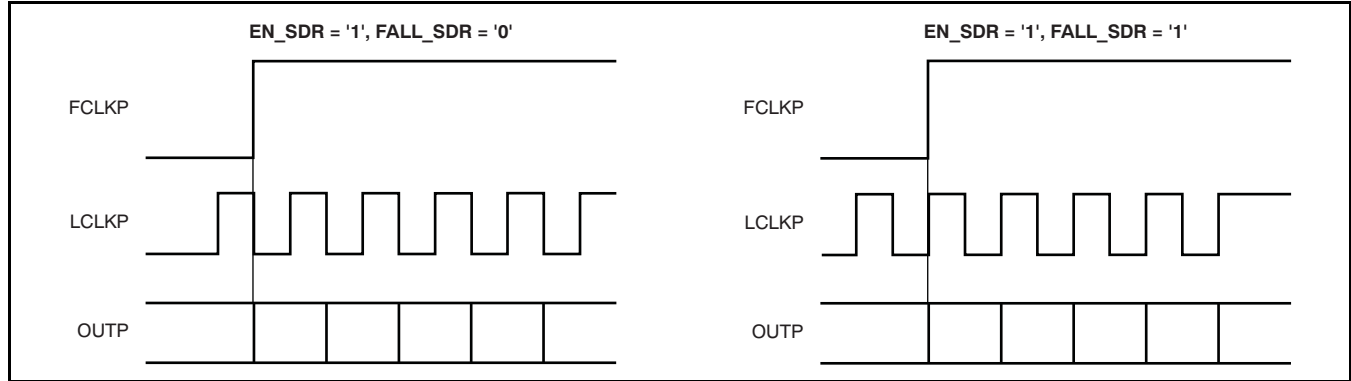 EN_SDR = '1', FALL_SDR = '0'
FCLKP
LCLKP
OUTP
EN_SDR = '1', FALL_SDR = '1'
FCLKP
LCLKP
OUTP